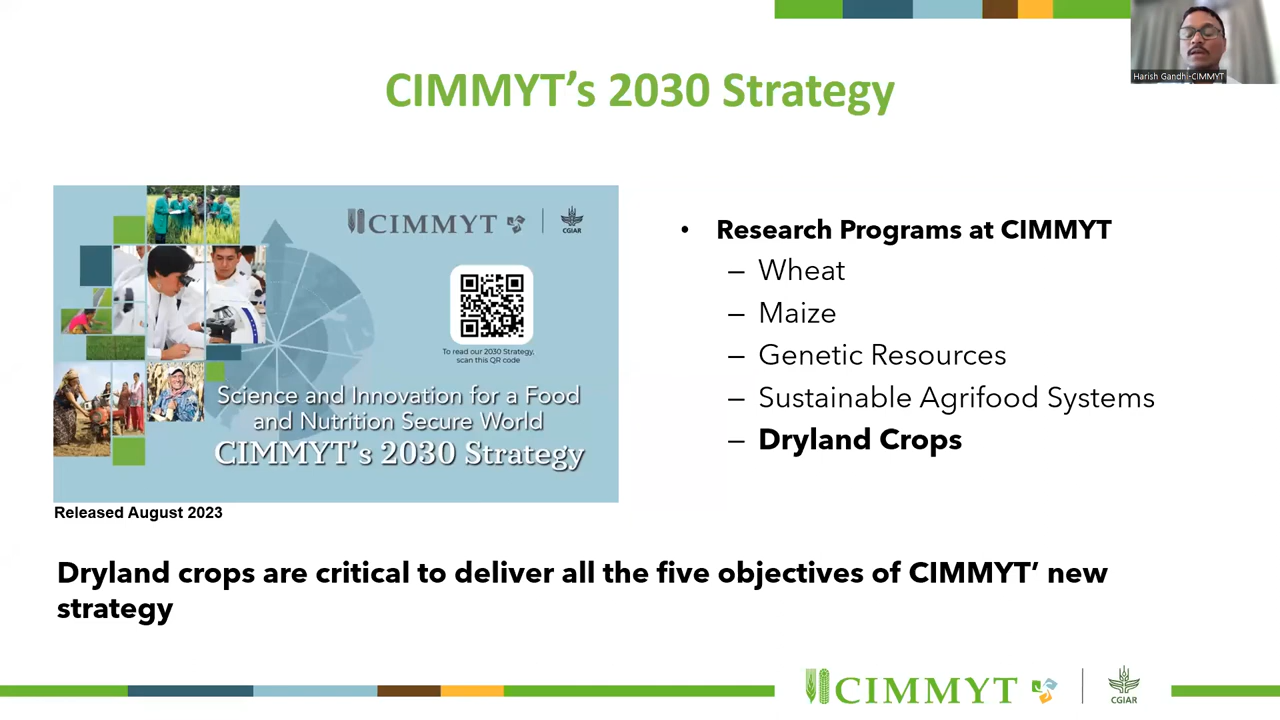 Harish Gandhi-CIMMYT
CIMMYT’s 2030 Strategy
CIMMYT
CGIAR
To read our 2030 Strategy,
scan this QR code
Science and Innovation for a Food
and Nutrition Secure World
CIMMYT’s 2030 Strategy
Released August 2023
• Research Programs at CIMMYT
– Wheat
– Maize
– Genetic Resources
– Sustainable Agrifood Systems
– Dryland Crops
Dryland crops are critical to deliver all the five objectives of CIMMYT’ new
strategy
CIMMYT
CGIAR